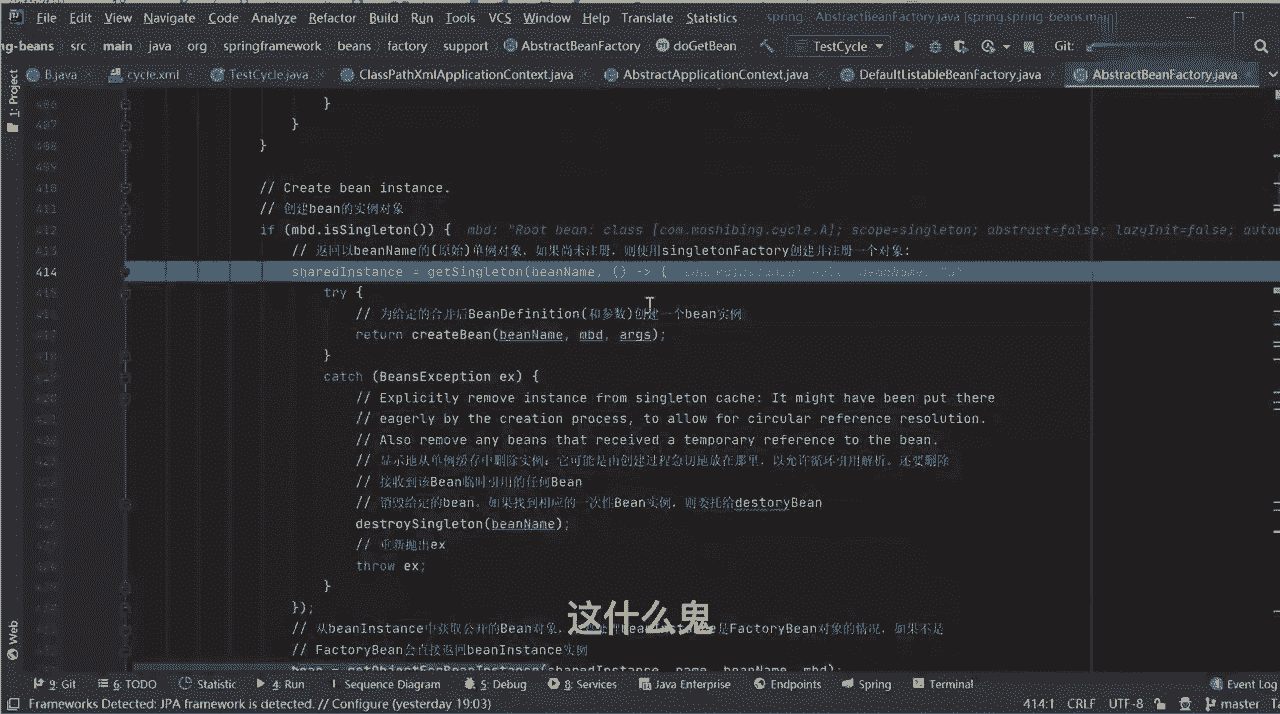 File Edit View Navigate Code Analyze Refactor Build Run Tools VCS Window Help Translate Statistics spring - AbstractBeanFactory.java [spring.spring-beans.main]
ng-beans src main java org springframework beans factory support AbstractBeanFactory doGetBean TestCycle Git:
B.java cycle.xml TestCycle.java ClassPathXmlApplicationContext.java AbstractApplicationContext.java DefaultListableBeanFactory.java AbstractBeanFactory.java
1: Project
406 }
407 }
408 }
409
410 // Create bean instance.
411 // 创建bean的实例对象
412 if (mbd.isSingleton()) { mbd: "Root bean: class [com.mashibing.cycle.A]; scope=singleton; abstract=false; lazyInit=false; autow
413 // 返回以beanName的(原始)单例对象，如果尚未注册，则使用singletonFactory创建并注册一个对象:
414 sharedInstance = getSingleton(beanName, () -> {
415 try {
// 为给定的合并后BeanDefinition(和参数)创建一个bean实例
return createBean(beanName, mbd, args);
}
catch (BeansException ex) {
// Explicitly remove instance from singleton cache: It might have been put there
// eagerly by the creation process, to allow for circular reference resolution.
// Also remove any beans that received a temporary reference to the bean.
// 显示地从单例缓存中删除实例：它可能是由创建过程急切地放在那里，以允许循环引用解析。还要删除
// 接收到该Bean临时引用的任何Bean
// 销毁给定的bean。如果找到相应的一次性Bean实例，则委托给destoryBean
destroySingleton(beanName);
// 重新抛出ex
throw ex;
}
});
// 从beanInstance中获取公开的Bean对象，是FactoryBean对象的情况，如果不是
// FactoryBean会直接返回beanInstance实例
bean = getObjectForBeanInstance(sharedInstance, name, beanName, mbd);
这什么鬼
Web
9: Git 6: TODO Statistic 4: Run Sequence Diagram 5: Debug 8: Services Java Enterprise Endpoints Spring Terminal Event Log
Frameworks Detected: JPA framework is detected. // Configure (yesterday 19:03) 414:1 CRLF UTF-8 master